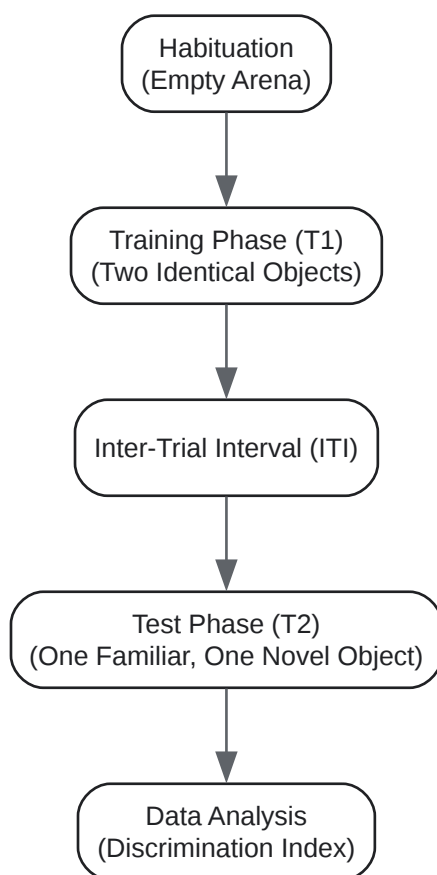 Habituation
(Empty Arena)
Training Phase (T1)
(Two Identical Objects)
Inter-Trial Interval (ITI)
Test Phase (T2)
(One Familiar, One Novel Object)
Data Analysis
(Discrimination Index)